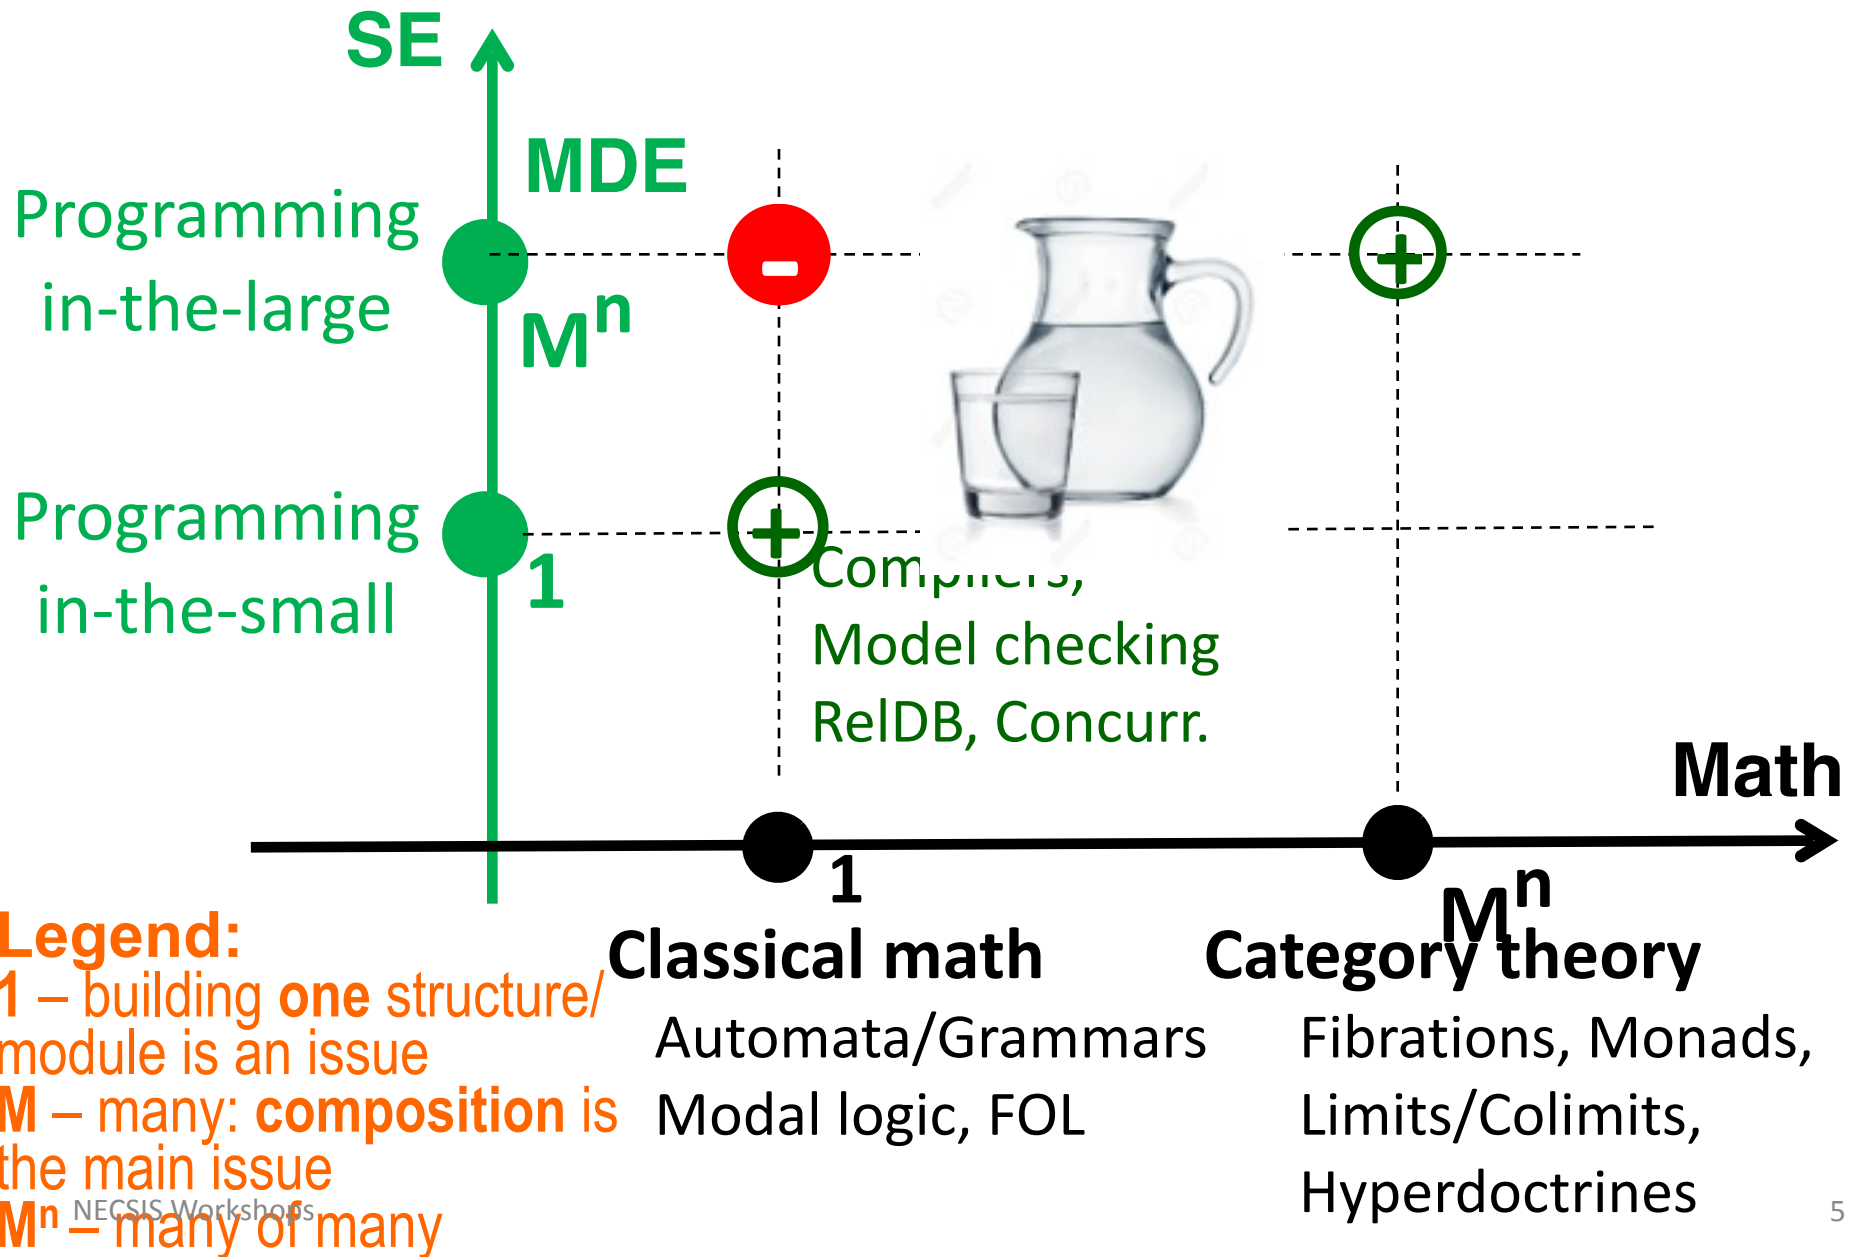 SE
MDE
Programming
in-the-large
Mⁿ
-
+
Programming
in-the-small
1
+
Compilers,
Model checking
RelDB, Concurr.
Math
1
Mⁿ
Classical math
Automata/Grammars
Modal logic, FOL
Category theory
Fibrations, Monads,
Limits/Colimits,
Hyperdoctrines
Legend:
1 – building one structure/
module is an issue
M – many: composition is
the main issue
Mⁿ – many of many
NECSIS Workshops
5